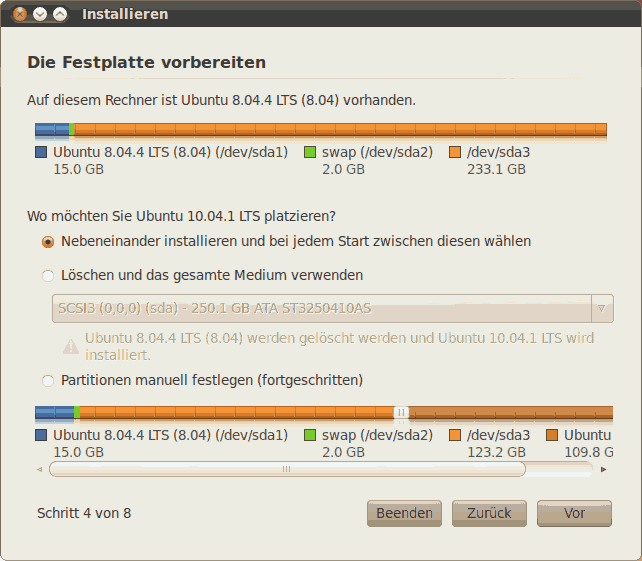 Installieren
Die Festplatte vorbereiten
Auf diesem Rechner ist Ubuntu 8.04.4 LTS (8.04) vorhanden.
Ubuntu 8.04.4 LTS (8.04) (/dev/sda1) swap (/dev/sda2) /dev/sda3
15.0 GB 2.0 GB 233.1 GB
Wo möchten Sie Ubuntu 10.04.1 LTS platzieren?
Nebeneinander installieren und bei jedem Start zwischen diesen wählen
Löschen und das gesamte Medium verwenden
SCSI3 (0,0,0) (sda) - 250.1 GB ATA ST3250410AS
Ubuntu 8.04.4 LTS (8.04) werden gelöscht werden und Ubuntu 10.04.1 LTS wird
installiert.
Partitionen manuell festlegen (fortgeschritten)
Ubuntu 8.04.4 LTS (8.04) (/dev/sda1) swap (/dev/sda2) /dev/sda3 Ubuntu
15.0 GB 2.0 GB 123.2 GB 109.8 G
Schritt 4 von 8 Beenden Zurück Vor